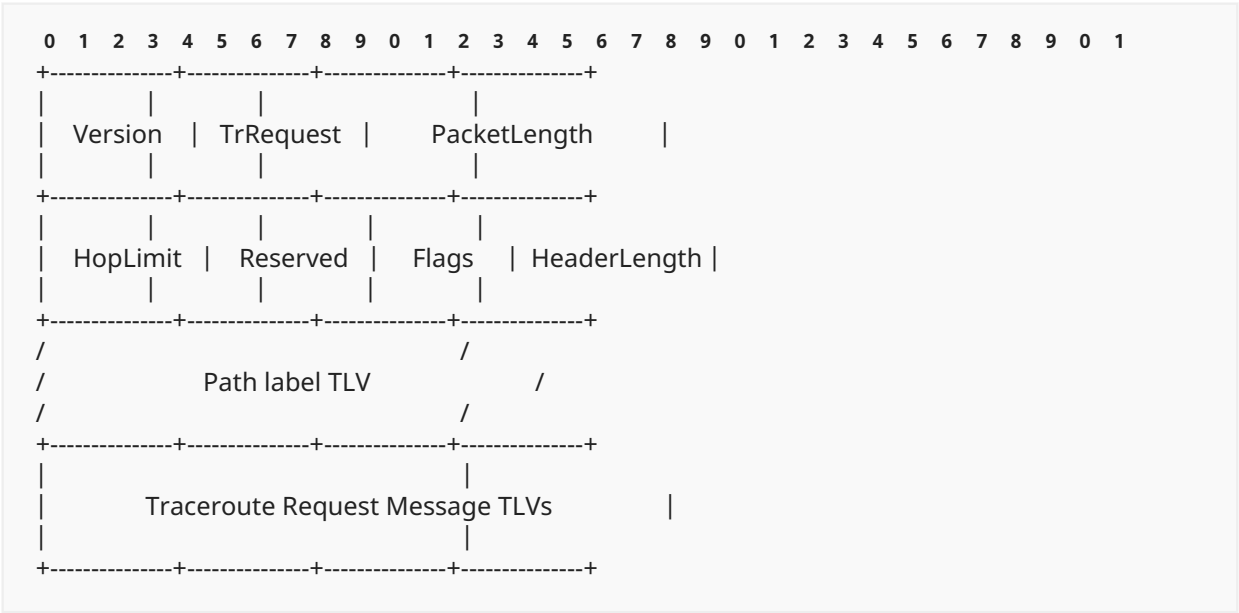 0 1 2 3 4 5 6 7 8 9 0 1 2 3 4 5 6 7 8 9 0 1 2 3 4 5 6 7 8 9 0 1
+---------------+---------------+---------------+---------------+
| | | |
| Version | TrRequest | PacketLength |
| | | |
+---------------+---------------+---------------+---------------+
| | | | |
| HopLimit | Reserved | Flags | HeaderLength |
| | | | |
+---------------+---------------+---------------+---------------+
/ /
/ Path label TLV /
/ /
+---------------+---------------+---------------+---------------+
| |
| Traceroute Request Message TLVs |
| |
+---------------+---------------+---------------+---------------+